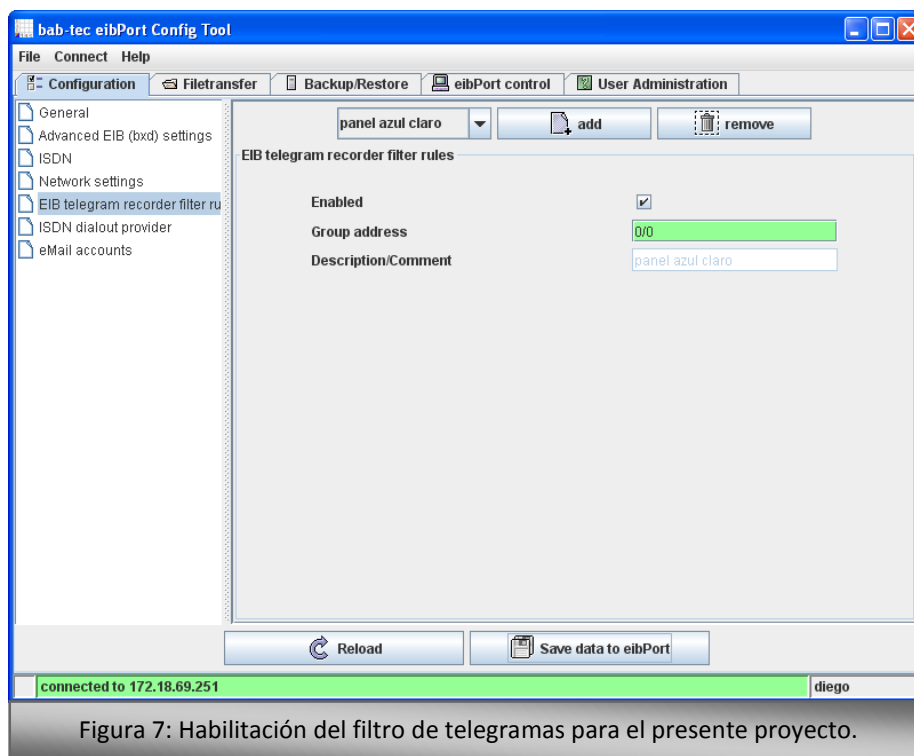 bab-tec eibPort Config Tool
File Connect Help
Configuration Filetransfer Backup/Restore eibPort control User Administration
General
Advanced EIB (bxd) settings
ISDN
Network settings
EIB telegram recorder filter ru
ISDN dialout provider
eMail accounts
panel azul claro add remove
EIB telegram recorder filter rules
Enabled
Group address 0/0
Description/Comment panel azul claro
Reload Save data to eibPort
connected to 172.18.69.251 diego
Figura 7: Habilitación del filtro de telegramas para el presente proyecto.